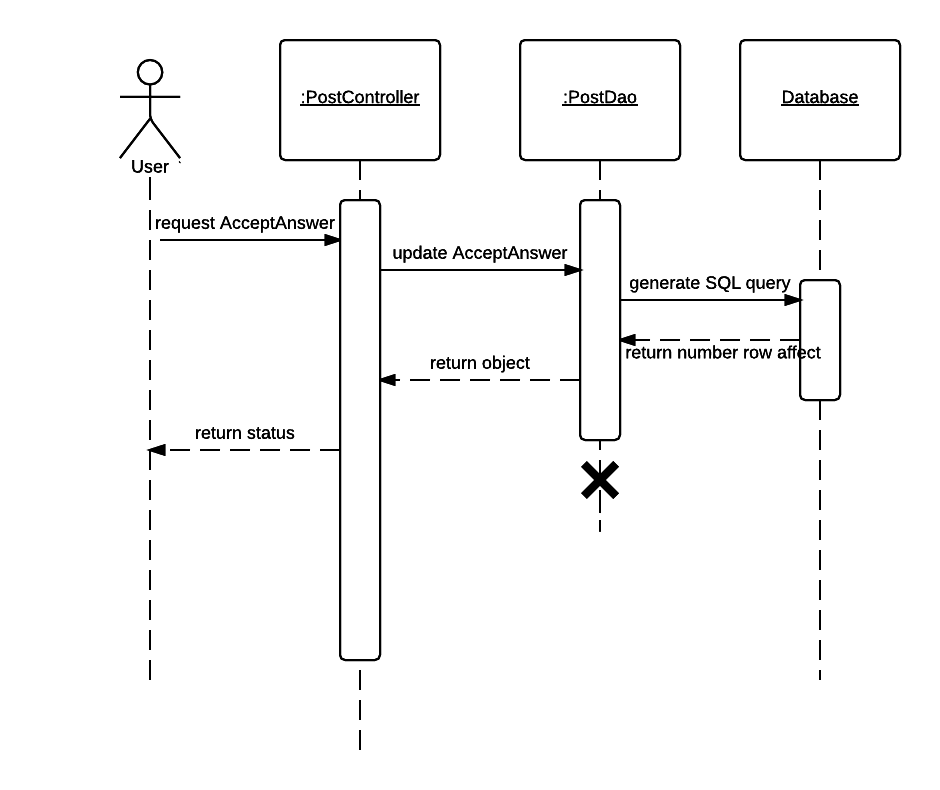 :PostController
:PostDao
Database
User
request AcceptAnswer
update AcceptAnswer
generate SQL query
return number row affect
return object
return status